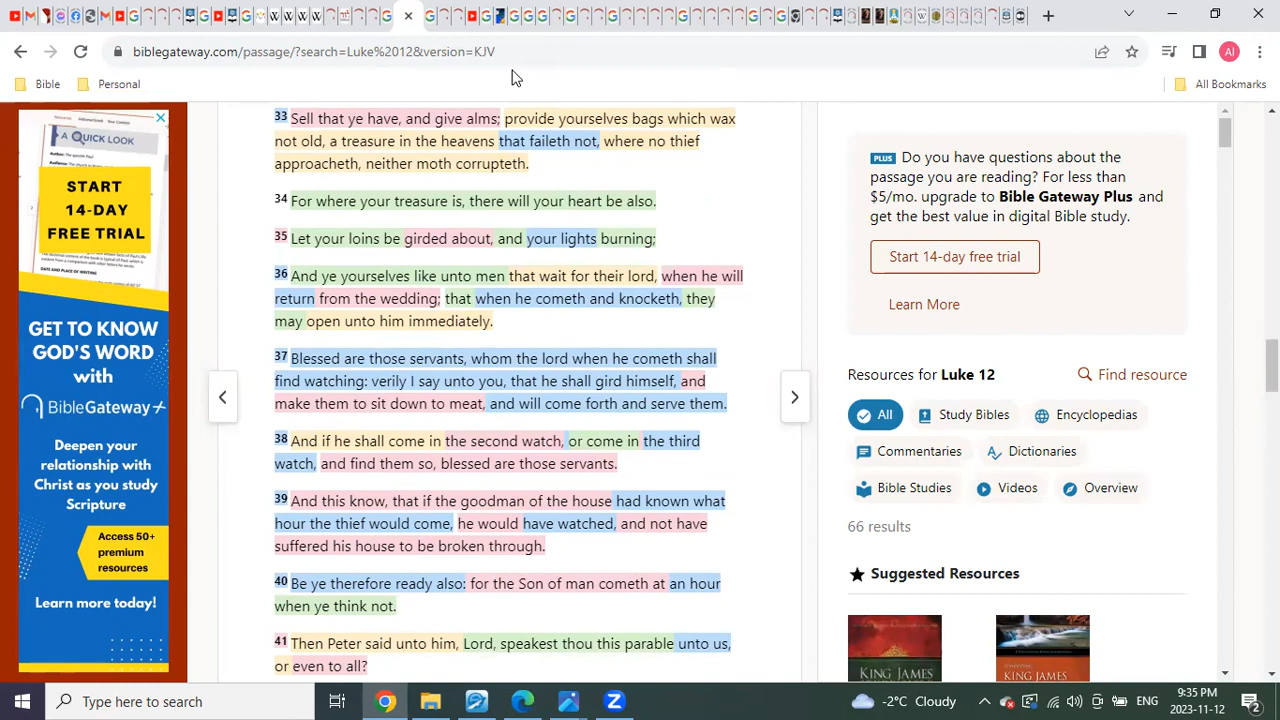 biblegateway.com/passage/?search=Luke%2012&version=KJV
AI
Bible
Personal
All Bookmarks
A QUICK LOOK
START
14-DAY
FREE TRIAL
GET TO KNOW
GOD'S WORD
with
BibleGateway+
Deepen your
relationship with
Christ as you study
Scripture
Access 50+
premium
resources
Learn more today!
33 Sell that ye have, and give alms; provide yourselves bags which wax
not old, a treasure in the heavens that faileth not, where no thief
approacheth, neither moth corrupteth.
34 For where your treasure is, there will your heart be also.
35 Let your loins be girded about, and your lights burning;
36 And ye yourselves like unto men that wait for their lord, when he will
return from the wedding; that when he cometh and knocketh, they
may open unto him immediately.
37 Blessed are those servants, whom the lord when he cometh shall
find watching: verily I say unto you, that he shall gird himself, and
make them to sit down to meat, and will come forth and serve them.
38 And if he shall come in the second watch, or come in the third
watch, and find them so, blessed are those servants.
39 And this know, that if the goodman of the house had known what
hour the thief would come, he would have watched, and not have
suffered his house to be broken through.
40 Be ye therefore ready also: for the Son of man cometh at an hour
when ye think not.
41 Then Peter said unto him, Lord, speakest thou this parable unto us,
or even to all?
PLUS Do you have questions about the
passage you are reading? For less than
$5/mo. upgrade to Bible Gateway Plus and
get the best value in digital Bible study.
Start 14-day free trial
Learn More
Resources for Luke 12
Find resource
All
Study Bibles
Encyclopedias
Commentaries
Dictionaries
Bible Studies
Videos
Overview
66 results
Suggested Resources
KING JAMES
KING JAMES
Type here to search
-2°C Cloudy
9:35 PM
2023-11-12
2